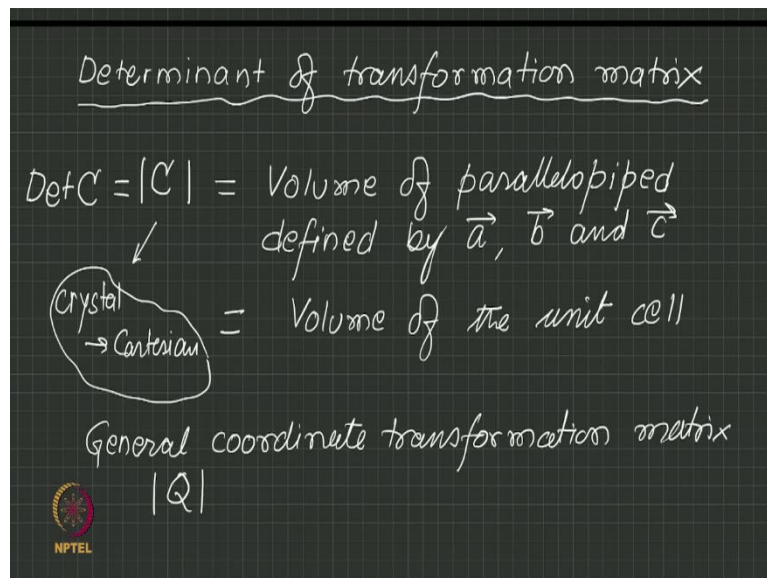 Determinant of transformation matrix
Det C = |C| = Volume of parallelopiped
defined by a⃗, b⃗ and c⃗
Crystal
→ Cartesian
= Volume of the unit cell
General coordinate transformation matrix
|Q|
NPTEL